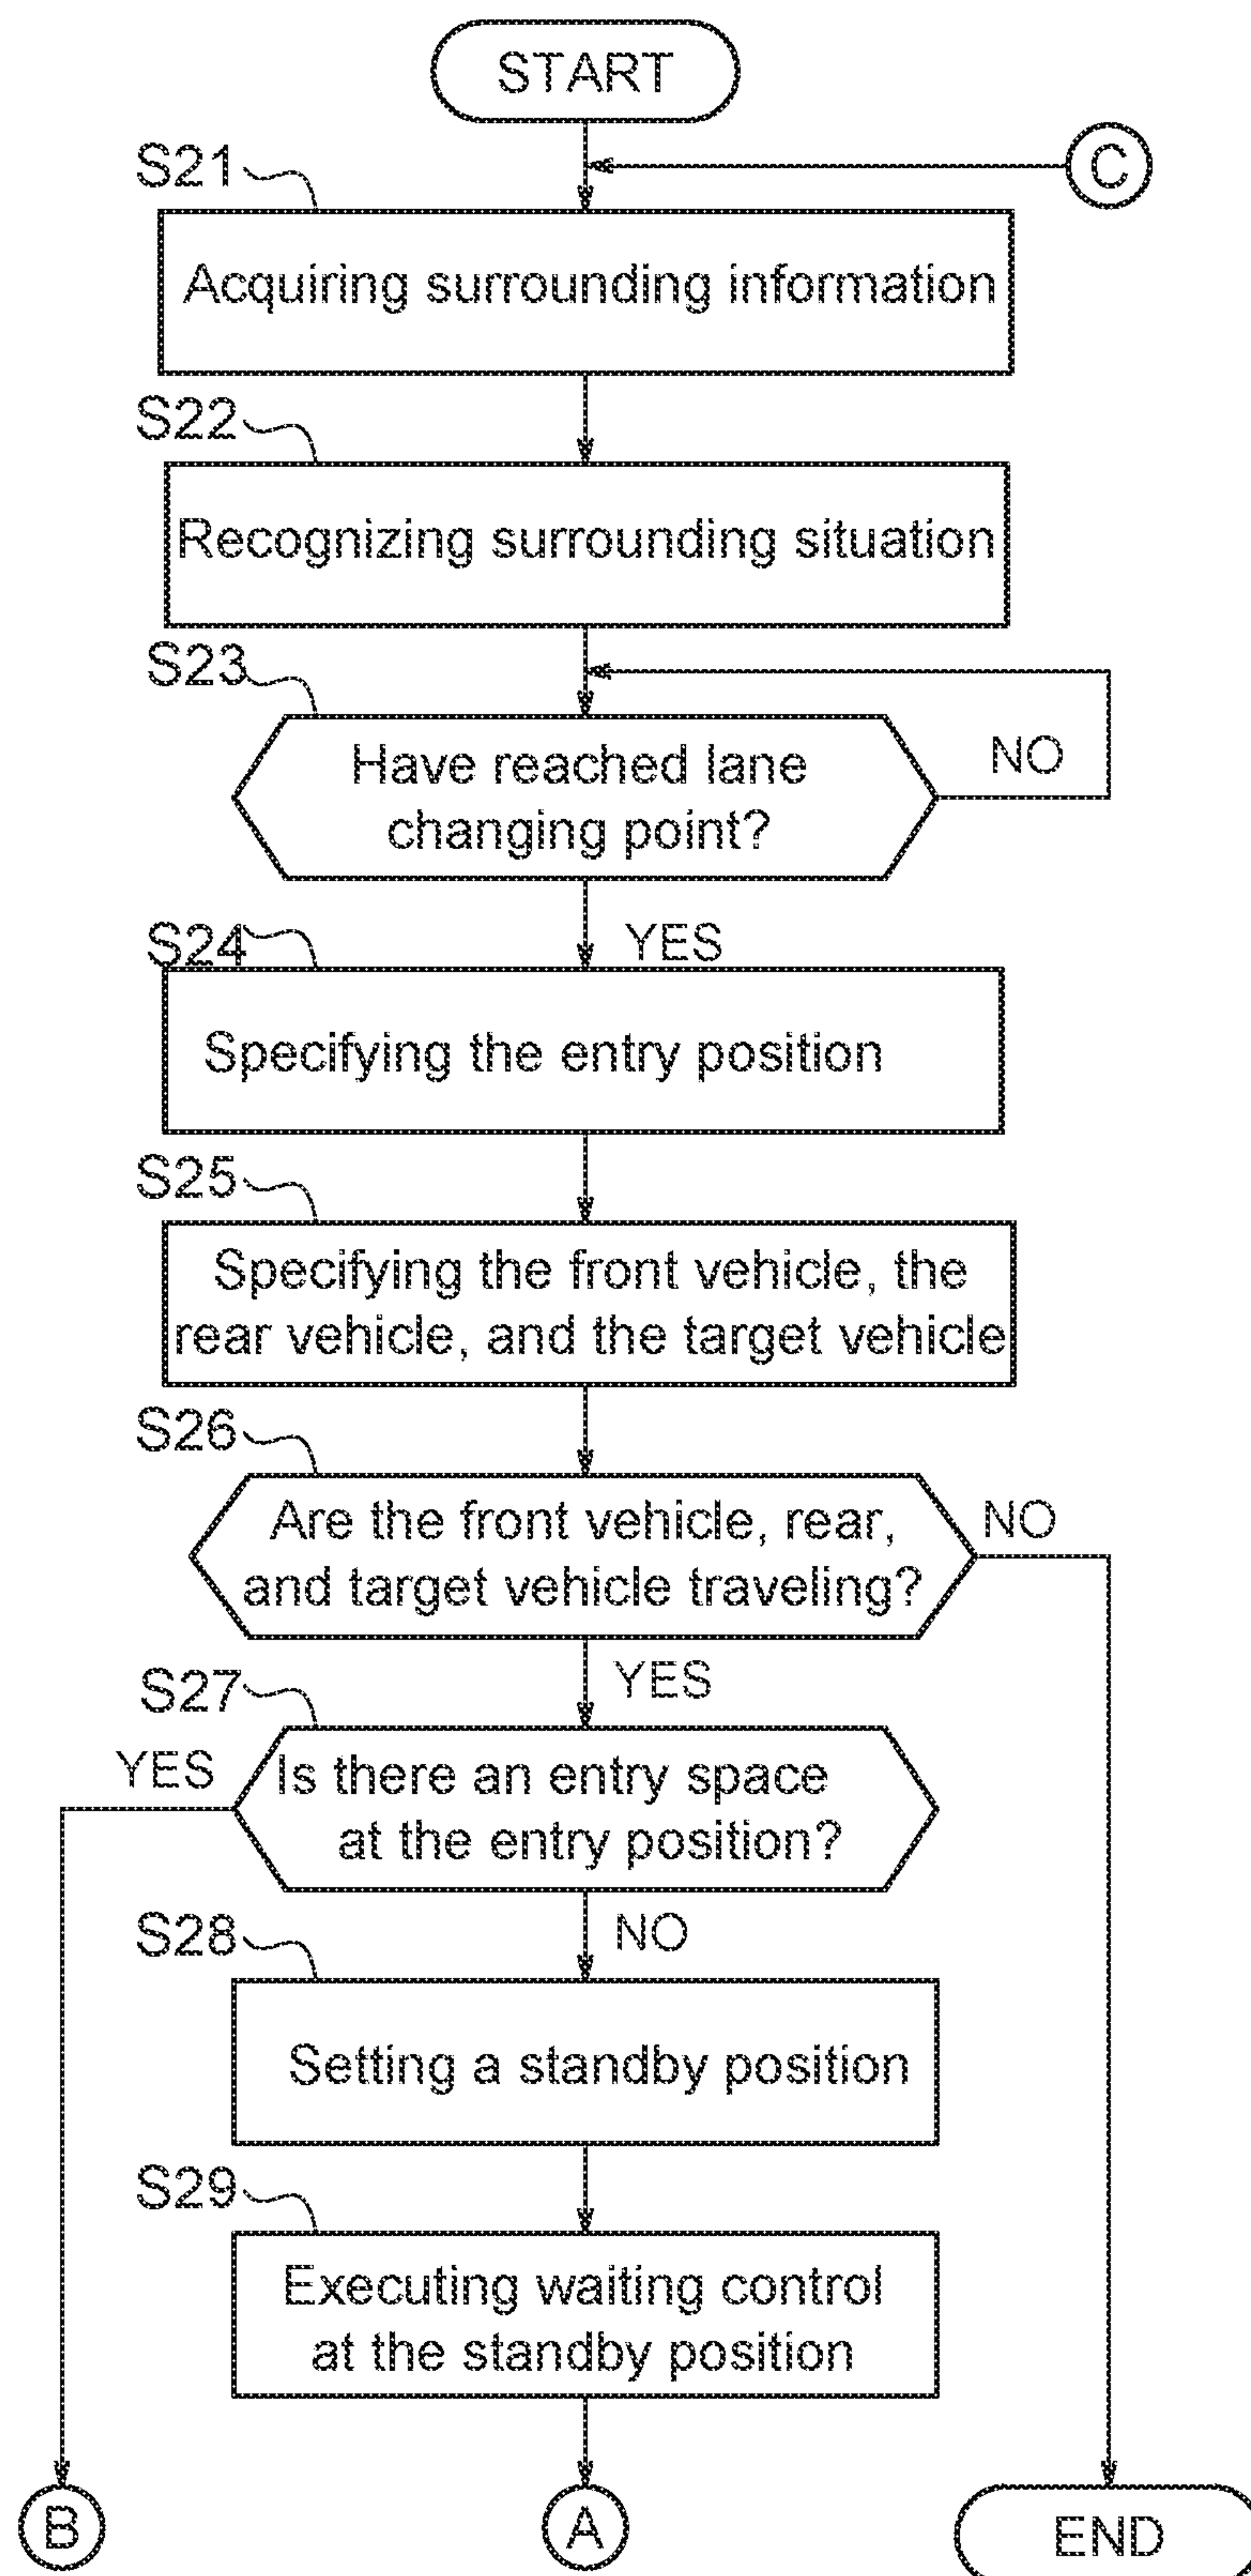 START
C
S21
Acquiring surrounding information
S22
Recognizing surrounding situation
S23
Have reached lane
changing point?
NO
YES
S24
Specifying the entry position
S25
Specifying the front vehicle, the
rear vehicle, and the target vehicle
S26
Are the front vehicle, rear,
and target vehicle traveling?
NO
YES
S27
YES
Is there an entry space
at the entry position?
NO
S28
Setting a standby position
S29
Executing waiting control
at the standby position
B
A
END